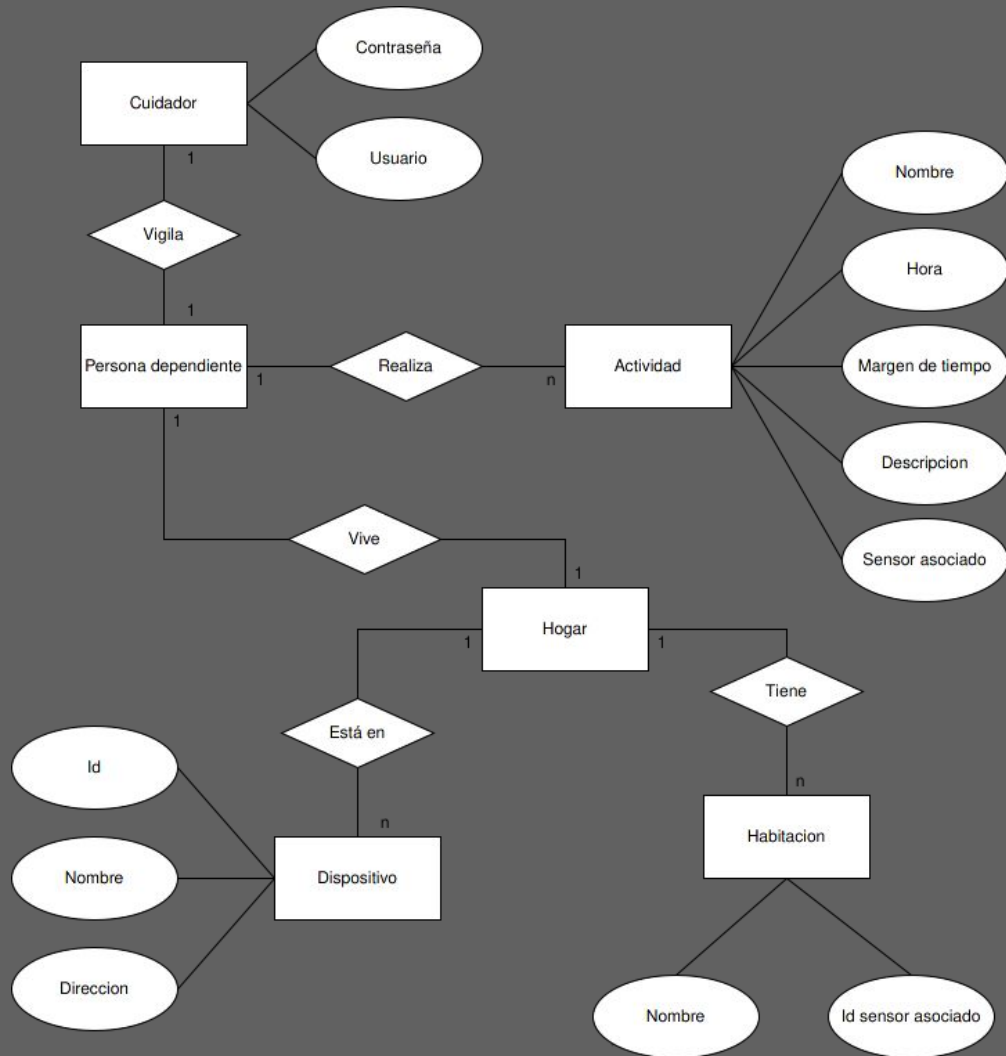 Contraseña
Cuidador
Usuario
1
Vigila
1
Persona dependiente
1
Realiza
n
Actividad
Nombre
Hora
Margen de tiempo
Descripcion
Sensor asociado
1
Vive
1
Hogar
1
1
Está en
Tiene
n
n
Id
Nombre
Direccion
Dispositivo
Habitacion
Nombre
Id sensor asociado